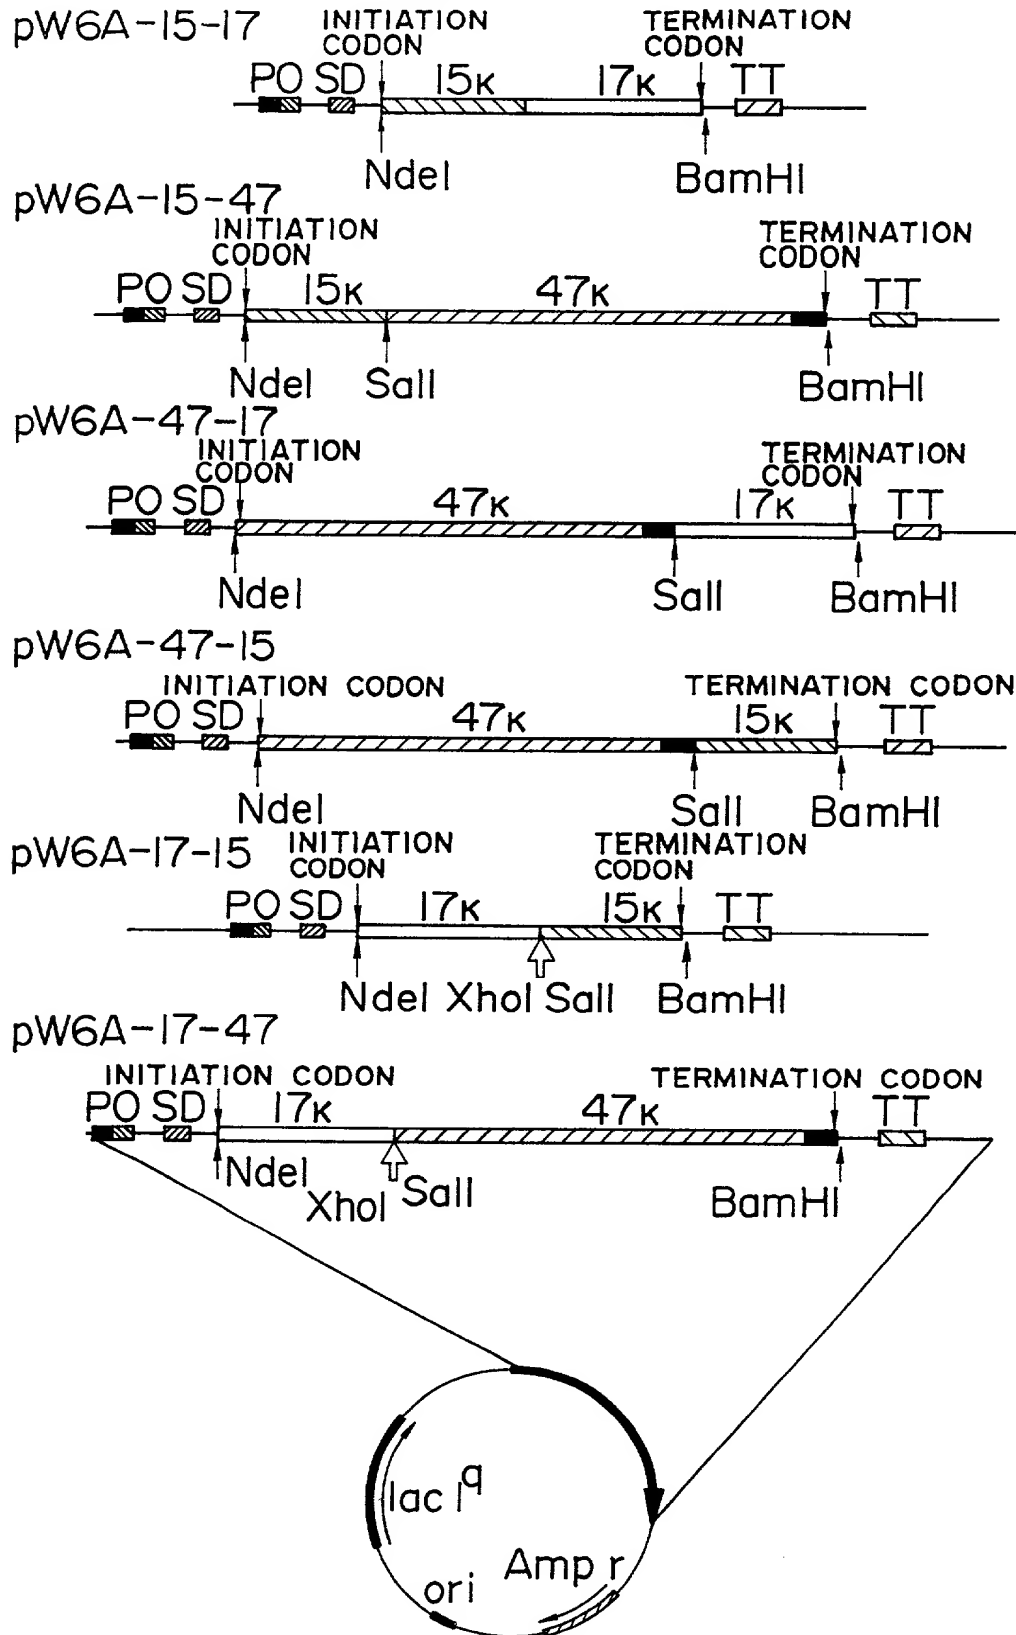 pW6A-15-17
INITIATION CODON
TERMINATION CODON
PO SD 15K 17K TT
NdeI BamHI
pW6A-15-47
INITIATION CODON
TERMINATION CODON
PO SD 15K 47K TT
NdeI SalI BamHI
pW6A-47-17
INITIATION CODON
TERMINATION CODON
PO SD 47K 17K TT
NdeI SalI BamHI
pW6A-47-15
INITIATION CODON TERMINATION CODON
PO SD 47K 15K TT
NdeI SalI BamHI
pW6A-17-15
INITIATION CODON
TERMINATION CODON
PO SD 17K 15K TT
NdeI XhoI SalI BamHI
pW6A-17-47
INITIATION CODON TERMINATION CODON
PO SD 17K 47K TT
NdeI XhoI SalI BamHI
lac I^q
Amp r
ori